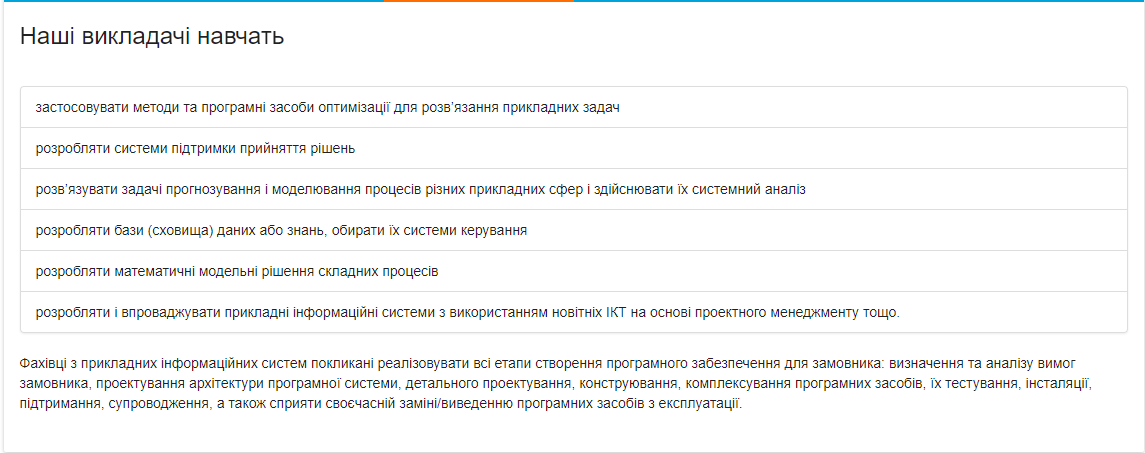 Наші викладачі навчать
застосовувати методи та програмні засоби оптимізації для розв'язання прикладних задач
розробляти системи підтримки прийняття рішень
розв'язувати задачі прогнозування і моделювання процесів різних прикладних сфер і здійснювати їх системний аналіз
розробляти бази (сховища) даних або знань, обирати їх системи керування
розробляти математичні модельні рішення складних процесів
розробляти і впроваджувати прикладні інформаційні системи з використанням новітніх ІКТ на основі проектного менеджменту тощо.
Фахівці з прикладних інформаційних систем покликані реалізовувати всі етапи створення програмного забезпечення для замовника: визначення та аналізу вимог
замовника, проектування архітектури програмної системи, детального проектування, конструювання, комплексування програмних засобів, їх тестування, інсталяції,
підтримання, супроводження, а також сприяти своєчасній заміні/виведенню програмних засобів з експлуатації.